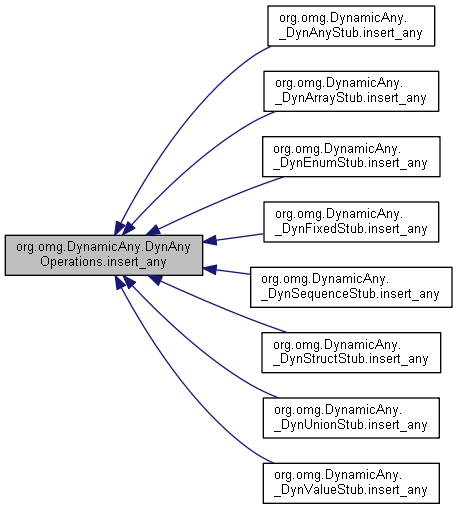 org.omg.DynamicAny.
_DynAnyStub.insert_any
org.omg.DynamicAny.
_DynArrayStub.insert_any
org.omg.DynamicAny.
_DynEnumStub.insert_any
org.omg.DynamicAny.
_DynFixedStub.insert_any
org.omg.DynamicAny.DynAny
Operations.insert_any
org.omg.DynamicAny.
_DynSequenceStub.insert_any
org.omg.DynamicAny.
_DynStructStub.insert_any
org.omg.DynamicAny.
_DynUnionStub.insert_any
org.omg.DynamicAny.
_DynValueStub.insert_any